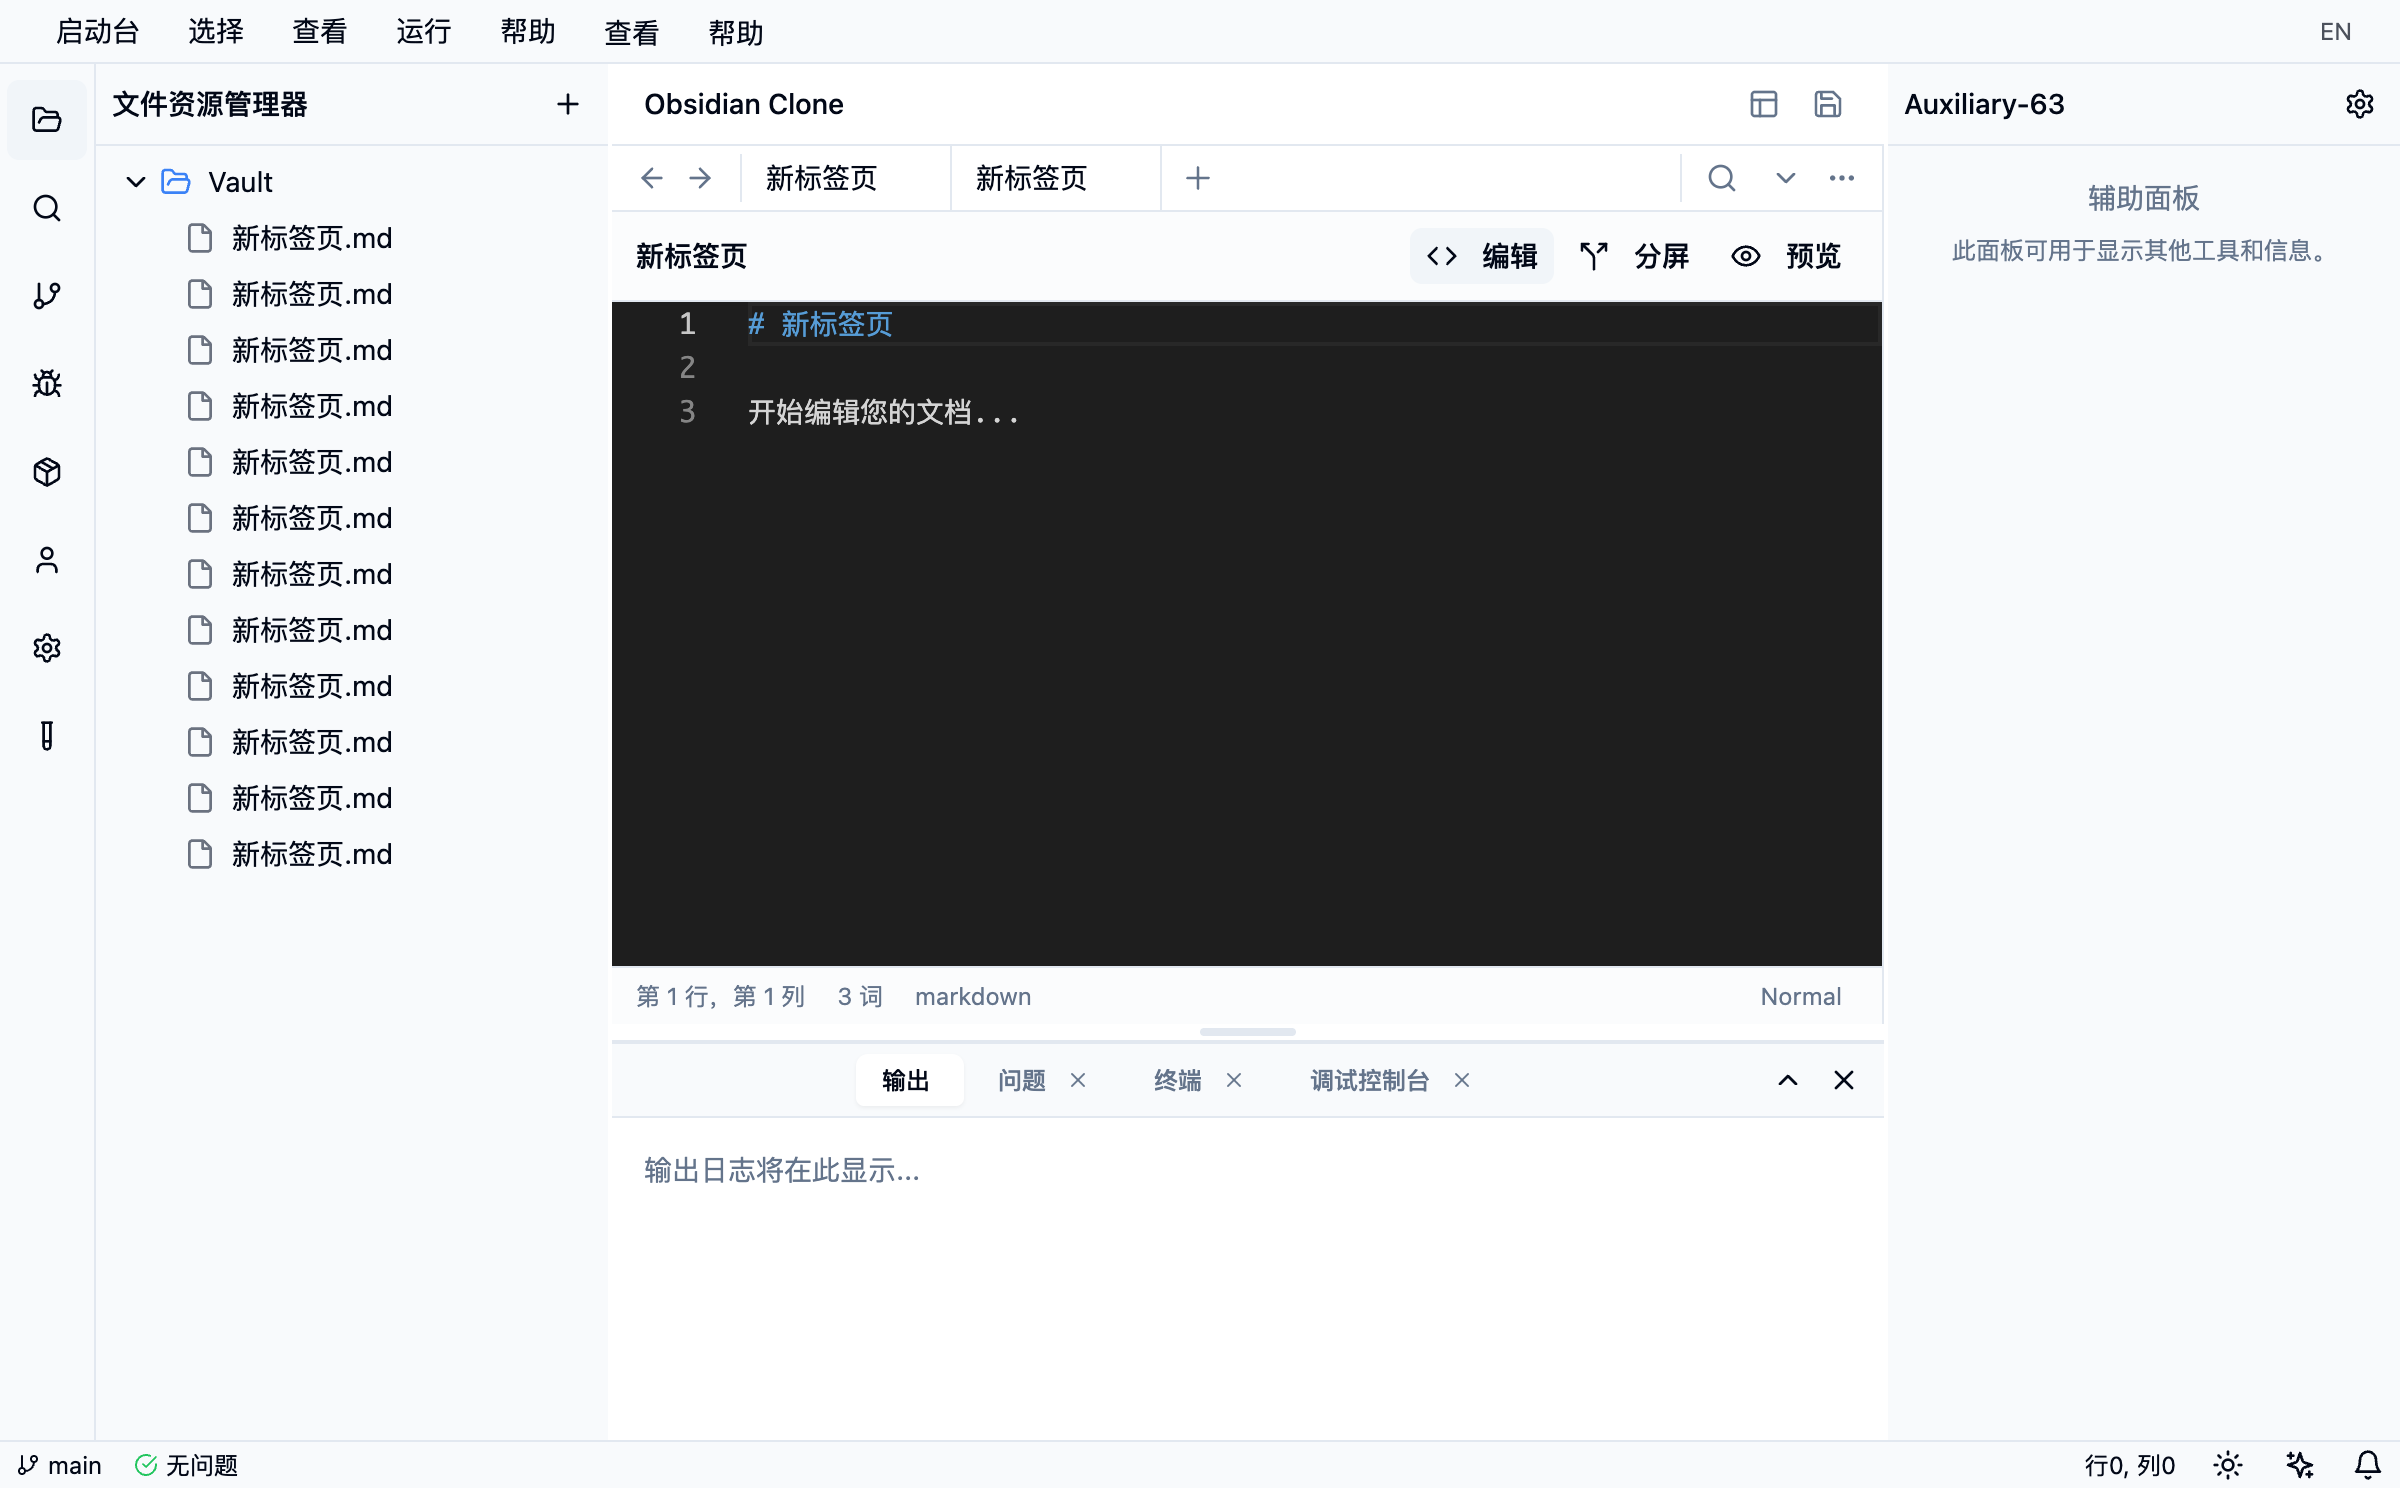 启动台 选择 查看 运行 帮助 查看 帮助 EN
文件资源管理器
Vault
新标签页.md
新标签页.md
新标签页.md
新标签页.md
新标签页.md
新标签页.md
新标签页.md
新标签页.md
新标签页.md
新标签页.md
新标签页.md
新标签页.md
Obsidian Clone
新标签页 新标签页
新标签页 编辑 分屏 预览
1 # 新标签页
2
3 开始编辑您的文档...
第 1 行，第 1 列 3 词 markdown Normal
输出 问题 终端 调试控制台
输出日志将在此显示...
Auxiliary-63
辅助面板
此面板可用于显示其他工具和信息。
main 无问题 行0, 列0